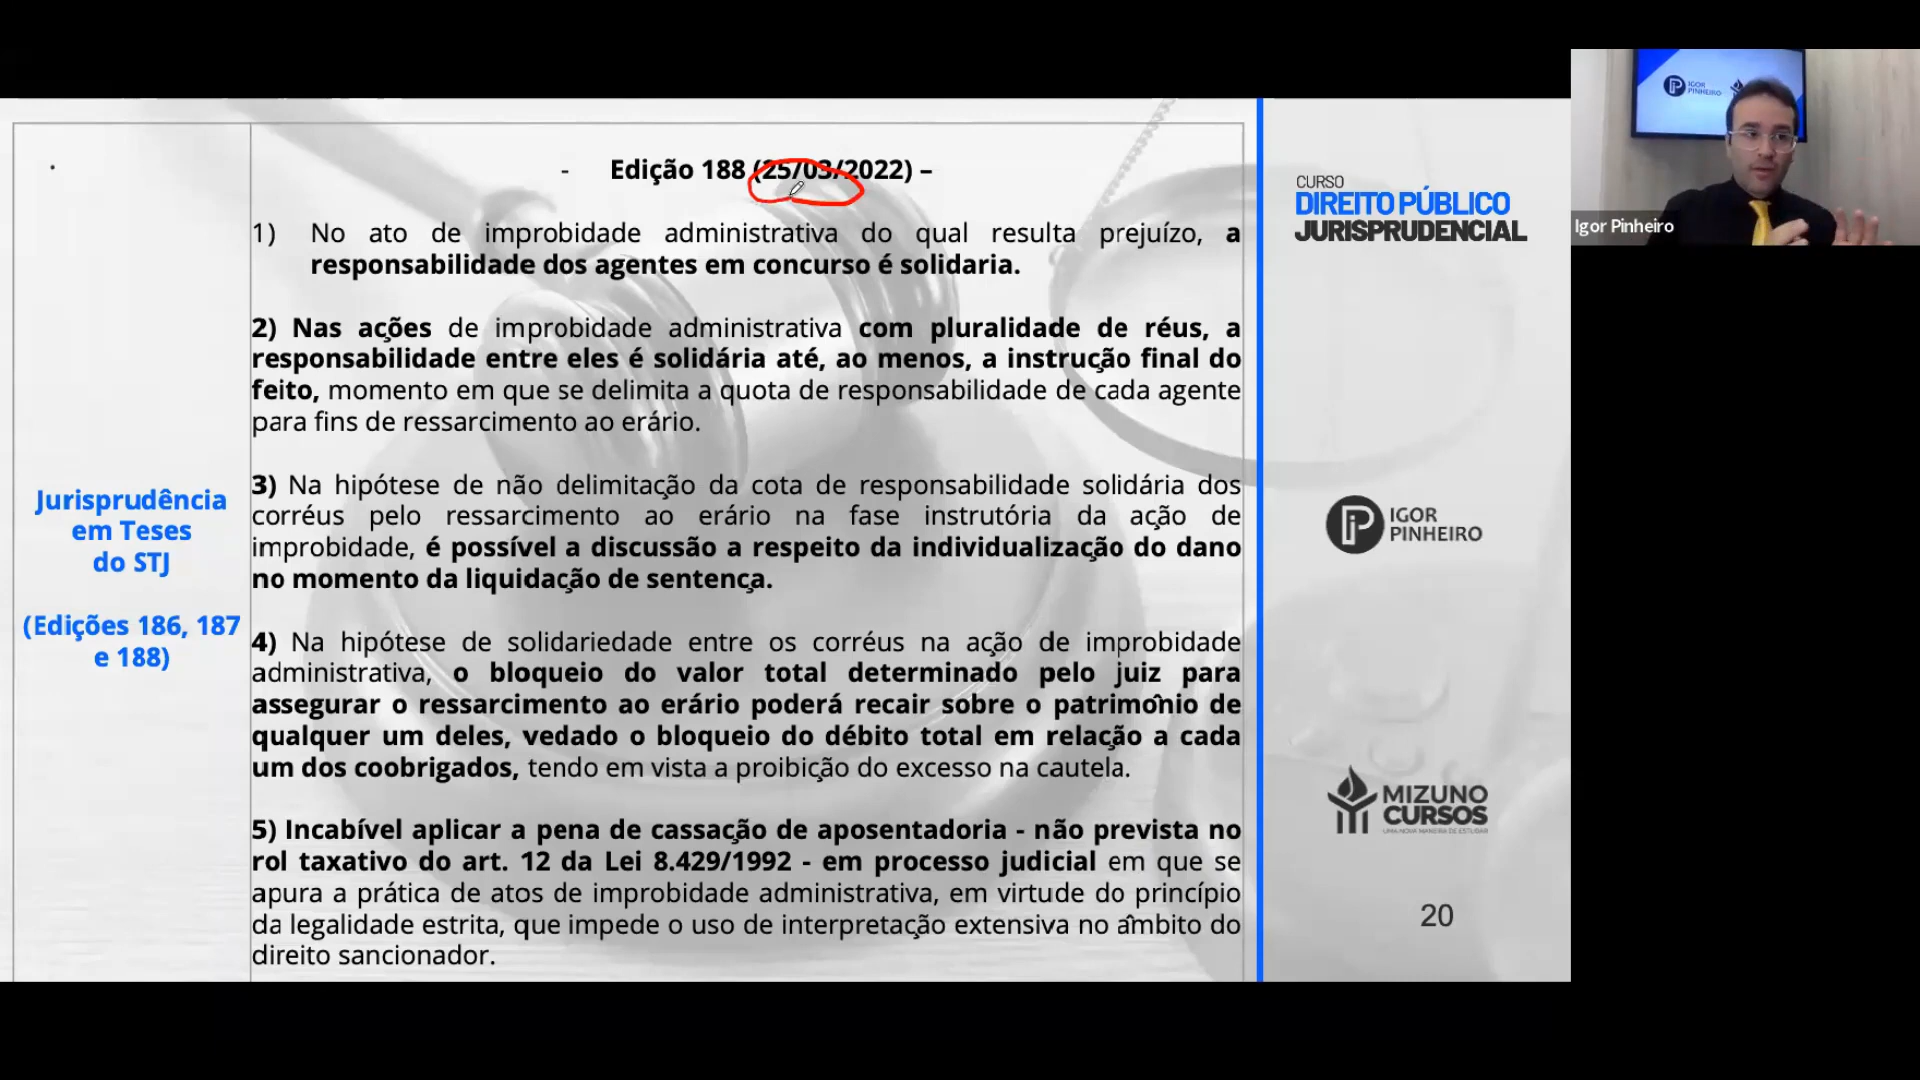 - Edição 188 (25/03/2022) –
1) No ato de improbidade administrativa do qual resulta prejuízo, a
responsabilidade dos agentes em concurso é solidaria.
2) Nas ações de improbidade administrativa com pluralidade de réus, a
responsabilidade entre eles é solidária até, ao menos, a instrução final do
feito, momento em que se delimita a quota de responsabilidade de cada agente
para fins de ressarcimento ao erário.
3) Na hipótese de não delimitação da cota de responsabilidade solidária dos
corréus pelo ressarcimento ao erário na fase instrutória da ação de
improbidade, é possível a discussão a respeito da individualização do dano
no momento da liquidação de sentença.
4) Na hipótese de solidariedade entre os corréus na ação de improbidade
administrativa, o bloqueio do valor total determinado pelo juiz para
assegurar o ressarcimento ao erário poderá recair sobre o patrimônio de
qualquer um deles, vedado o bloqueio do débito total em relação a cada
um dos coobrigados, tendo em vista a proibição do excesso na cautela.
5) Incabível aplicar a pena de cassação de aposentadoria - não prevista no
rol taxativo do art. 12 da Lei 8.429/1992 - em processo judicial em que se
apura a prática de atos de improbidade administrativa, em virtude do princípio
da legalidade estrita, que impede o uso de interpretação extensiva no âmbito do
direito sancionador.
Jurisprudência
em Teses
do STJ
(Edições 186, 187
e 188)
CURSO
DIREITO PÚBLICO
JURISPRUDENCIAL
IGOR
PINHEIRO
MIZUNO
CURSOS
UMA NOVA MANEIRA DE ESTUDAR
20
IGOR
PINHEIRO
Igor Pinheiro